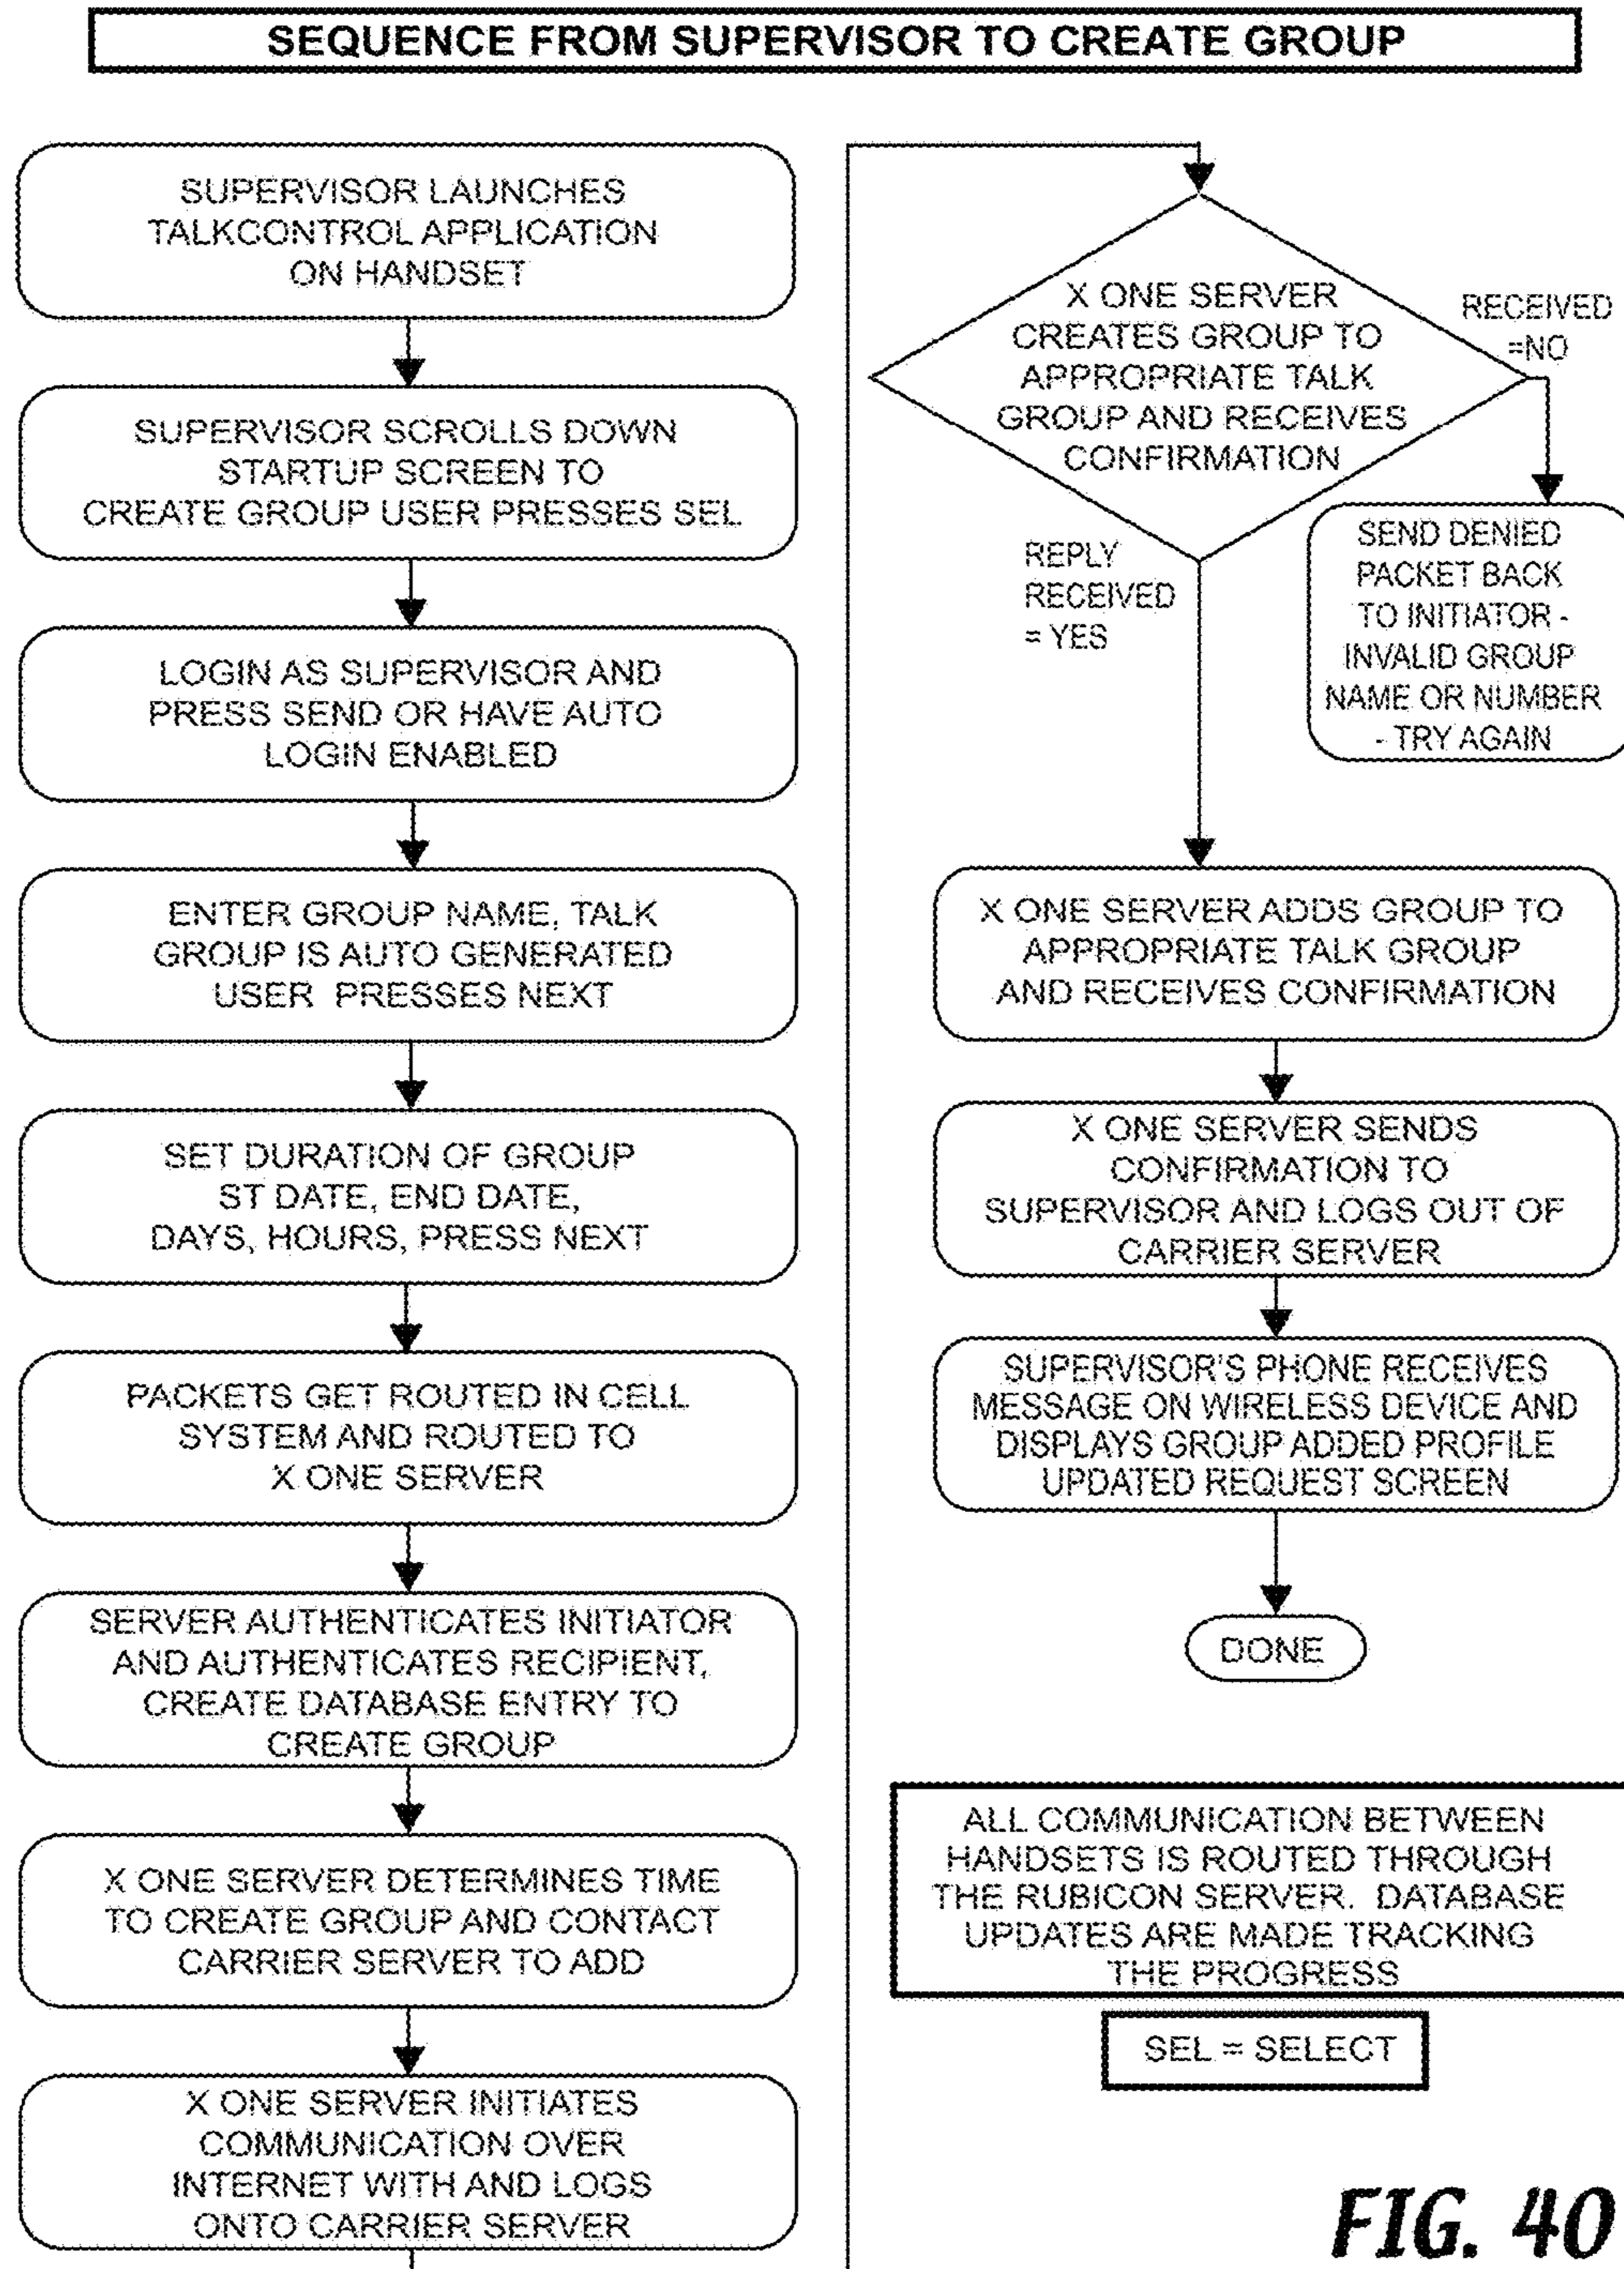 SEQUENCE FROM SUPERVISOR TO CREATE GROUP
SUPERVISOR LAUNCHES
TALKCONTROL APPLICATION
ON HANDSET
SUPERVISOR SCROLLS DOWN
STARTUP SCREEN TO
CREATE GROUP USER PRESSES SEL
LOGIN AS SUPERVISOR AND
PRESS SEND OR HAVE AUTO
LOGIN ENABLED
ENTER GROUP NAME, TALK
GROUP IS AUTO GENERATED
USER PRESSES NEXT
SET DURATION OF GROUP
ST DATE, END DATE,
DAYS, HOURS, PRESS NEXT
PACKETS GET ROUTED IN CELL
SYSTEM AND ROUTED TO
X ONE SERVER
SERVER AUTHENTICATES INITIATOR
AND AUTHENTICATES RECIPIENT,
CREATE DATABASE ENTRY TO
CREATE GROUP
X ONE SERVER DETERMINES TIME
TO CREATE GROUP AND CONTACT
CARRIER SERVER TO ADD
X ONE SERVER INITIATES
COMMUNICATION OVER
INTERNET WITH AND LOGS
ONTO CARRIER SERVER
X ONE SERVER
CREATES GROUP TO
APPROPRIATE TALK
GROUP AND RECEIVES
CONFIRMATION
RECEIVED
=NO
REPLY
RECEIVED
= YES
SEND DENIED
PACKET BACK
TO INITIATOR -
INVALID GROUP
NAME OR NUMBER
- TRY AGAIN
X ONE SERVER ADDS GROUP TO
APPROPRIATE TALK GROUP
AND RECEIVES CONFIRMATION
X ONE SERVER SENDS
CONFIRMATION TO
SUPERVISOR AND LOGS OUT OF
CARRIER SERVER
SUPERVISOR'S PHONE RECEIVES
MESSAGE ON WIRELESS DEVICE AND
DISPLAYS GROUP ADDED PROFILE
UPDATED REQUEST SCREEN
DONE
ALL COMMUNICATION BETWEEN
HANDSETS IS ROUTED THROUGH
THE RUBICON SERVER. DATABASE
UPDATES ARE MADE TRACKING
THE PROGRESS
SEL = SELECT
FIG. 40